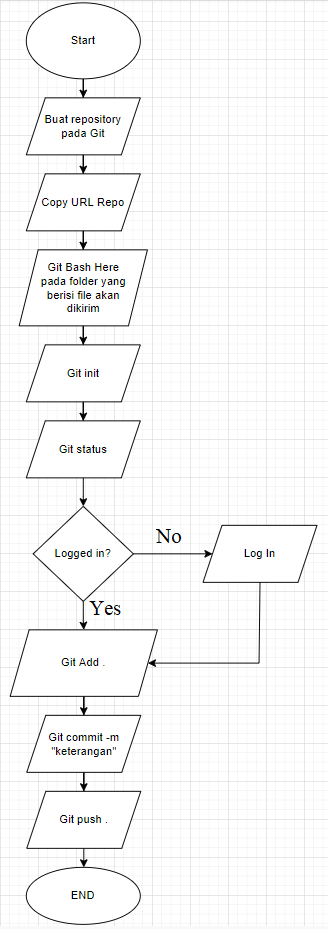 Start
Buat repository
pada Git
Copy URL Repo
Git Bash Here
pada folder yang
berisi file akan
dikirim
Git init
Git status
Logged in?
No
Log In
Yes
Git Add .
Git commit -m
"keterangan"
Git push .
END